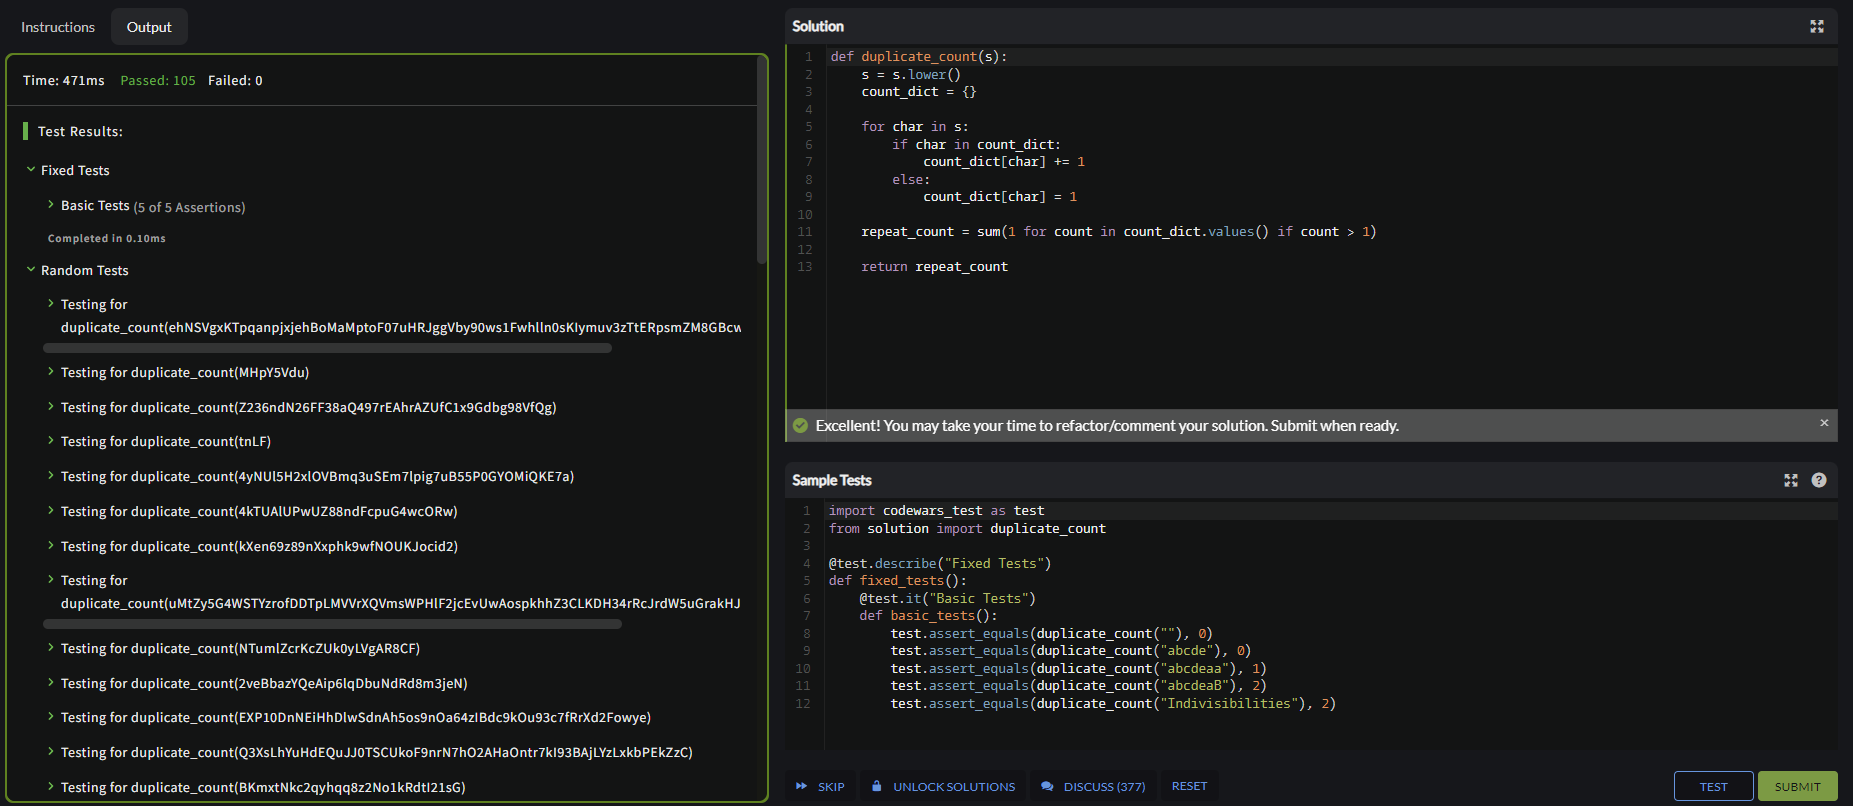 Instructions
Output
Time: 471ms Passed: 105 Failed: 0
Test Results:
Fixed Tests
Basic Tests (5 of 5 Assertions)
Completed in 0.10ms
Random Tests
Testing for
duplicate_count(ehNSVgxKTpqanpjxjehBoMaMptoF07uHRJggVby90ws1Fwhlln0sKIymuv3zTtERpsmZM8GBcw
Testing for duplicate_count(MHpY5Vdu)
Testing for duplicate_count(Z236ndN26FF38aQ497rEAhrAZUfC1x9Gdbg98VfQg)
Testing for duplicate_count(tnLF)
Testing for duplicate_count(4yNUl5H2xlOVBmq3uSEm7lpig7uB55P0GYOMiQKE7a)
Testing for duplicate_count(4kTUAlUPwUZ88ndFcpuG4wcORw)
Testing for duplicate_count(kXen69z89nXxphk9wfNOUKJocid2)
Testing for
duplicate_count(uMtZy5G4WSTYzrofDDTpLMVVrXQVmsWPHlF2jcEvUwAospkhhZ3CLKDH34rRcJrdW5uGrakHJ
Testing for duplicate_count(NTumlZcrKcZUk0yLVgAR8CF)
Testing for duplicate_count(2veBbazYQeAip6lqDbuNdRd8m3jeN)
Testing for duplicate_count(EXP10DnNEiHhDlwSdnAh5os9nOa64zIBdc9kOu93c7fRrXd2Fowye)
Testing for duplicate_count(Q3XsLhYuHdEQuJJ0TSCUkoF9nrN7hO2AHaOntr7kI93BAjLYzLxkbPEkZzC)
Testing for duplicate_count(BKmxtNkc2qyhqq8z2No1kRdtI21sG)
Solution
1 def duplicate_count(s):
2     s = s.lower()
3     count_dict = {}
4
5     for char in s:
6         if char in count_dict:
7             count_dict[char] += 1
8         else:
9             count_dict[char] = 1
10
11     repeat_count = sum(1 for count in count_dict.values() if count > 1)
12
13     return repeat_count
Excellent! You may take your time to refactor/comment your solution. Submit when ready.
Sample Tests
1 import codewars_test as test
2 from solution import duplicate_count
3
4 @test.describe("Fixed Tests")
5 def fixed_tests():
6     @test.it("Basic Tests")
7     def basic_tests():
8         test.assert_equals(duplicate_count(""), 0)
9         test.assert_equals(duplicate_count("abcde"), 0)
10         test.assert_equals(duplicate_count("abcdeaa"), 1)
11         test.assert_equals(duplicate_count("abcdeaB"), 2)
12         test.assert_equals(duplicate_count("Indivisibilities"), 2)
SKIP
UNLOCK SOLUTIONS
DISCUSS (377)
RESET
TEST
SUBMIT